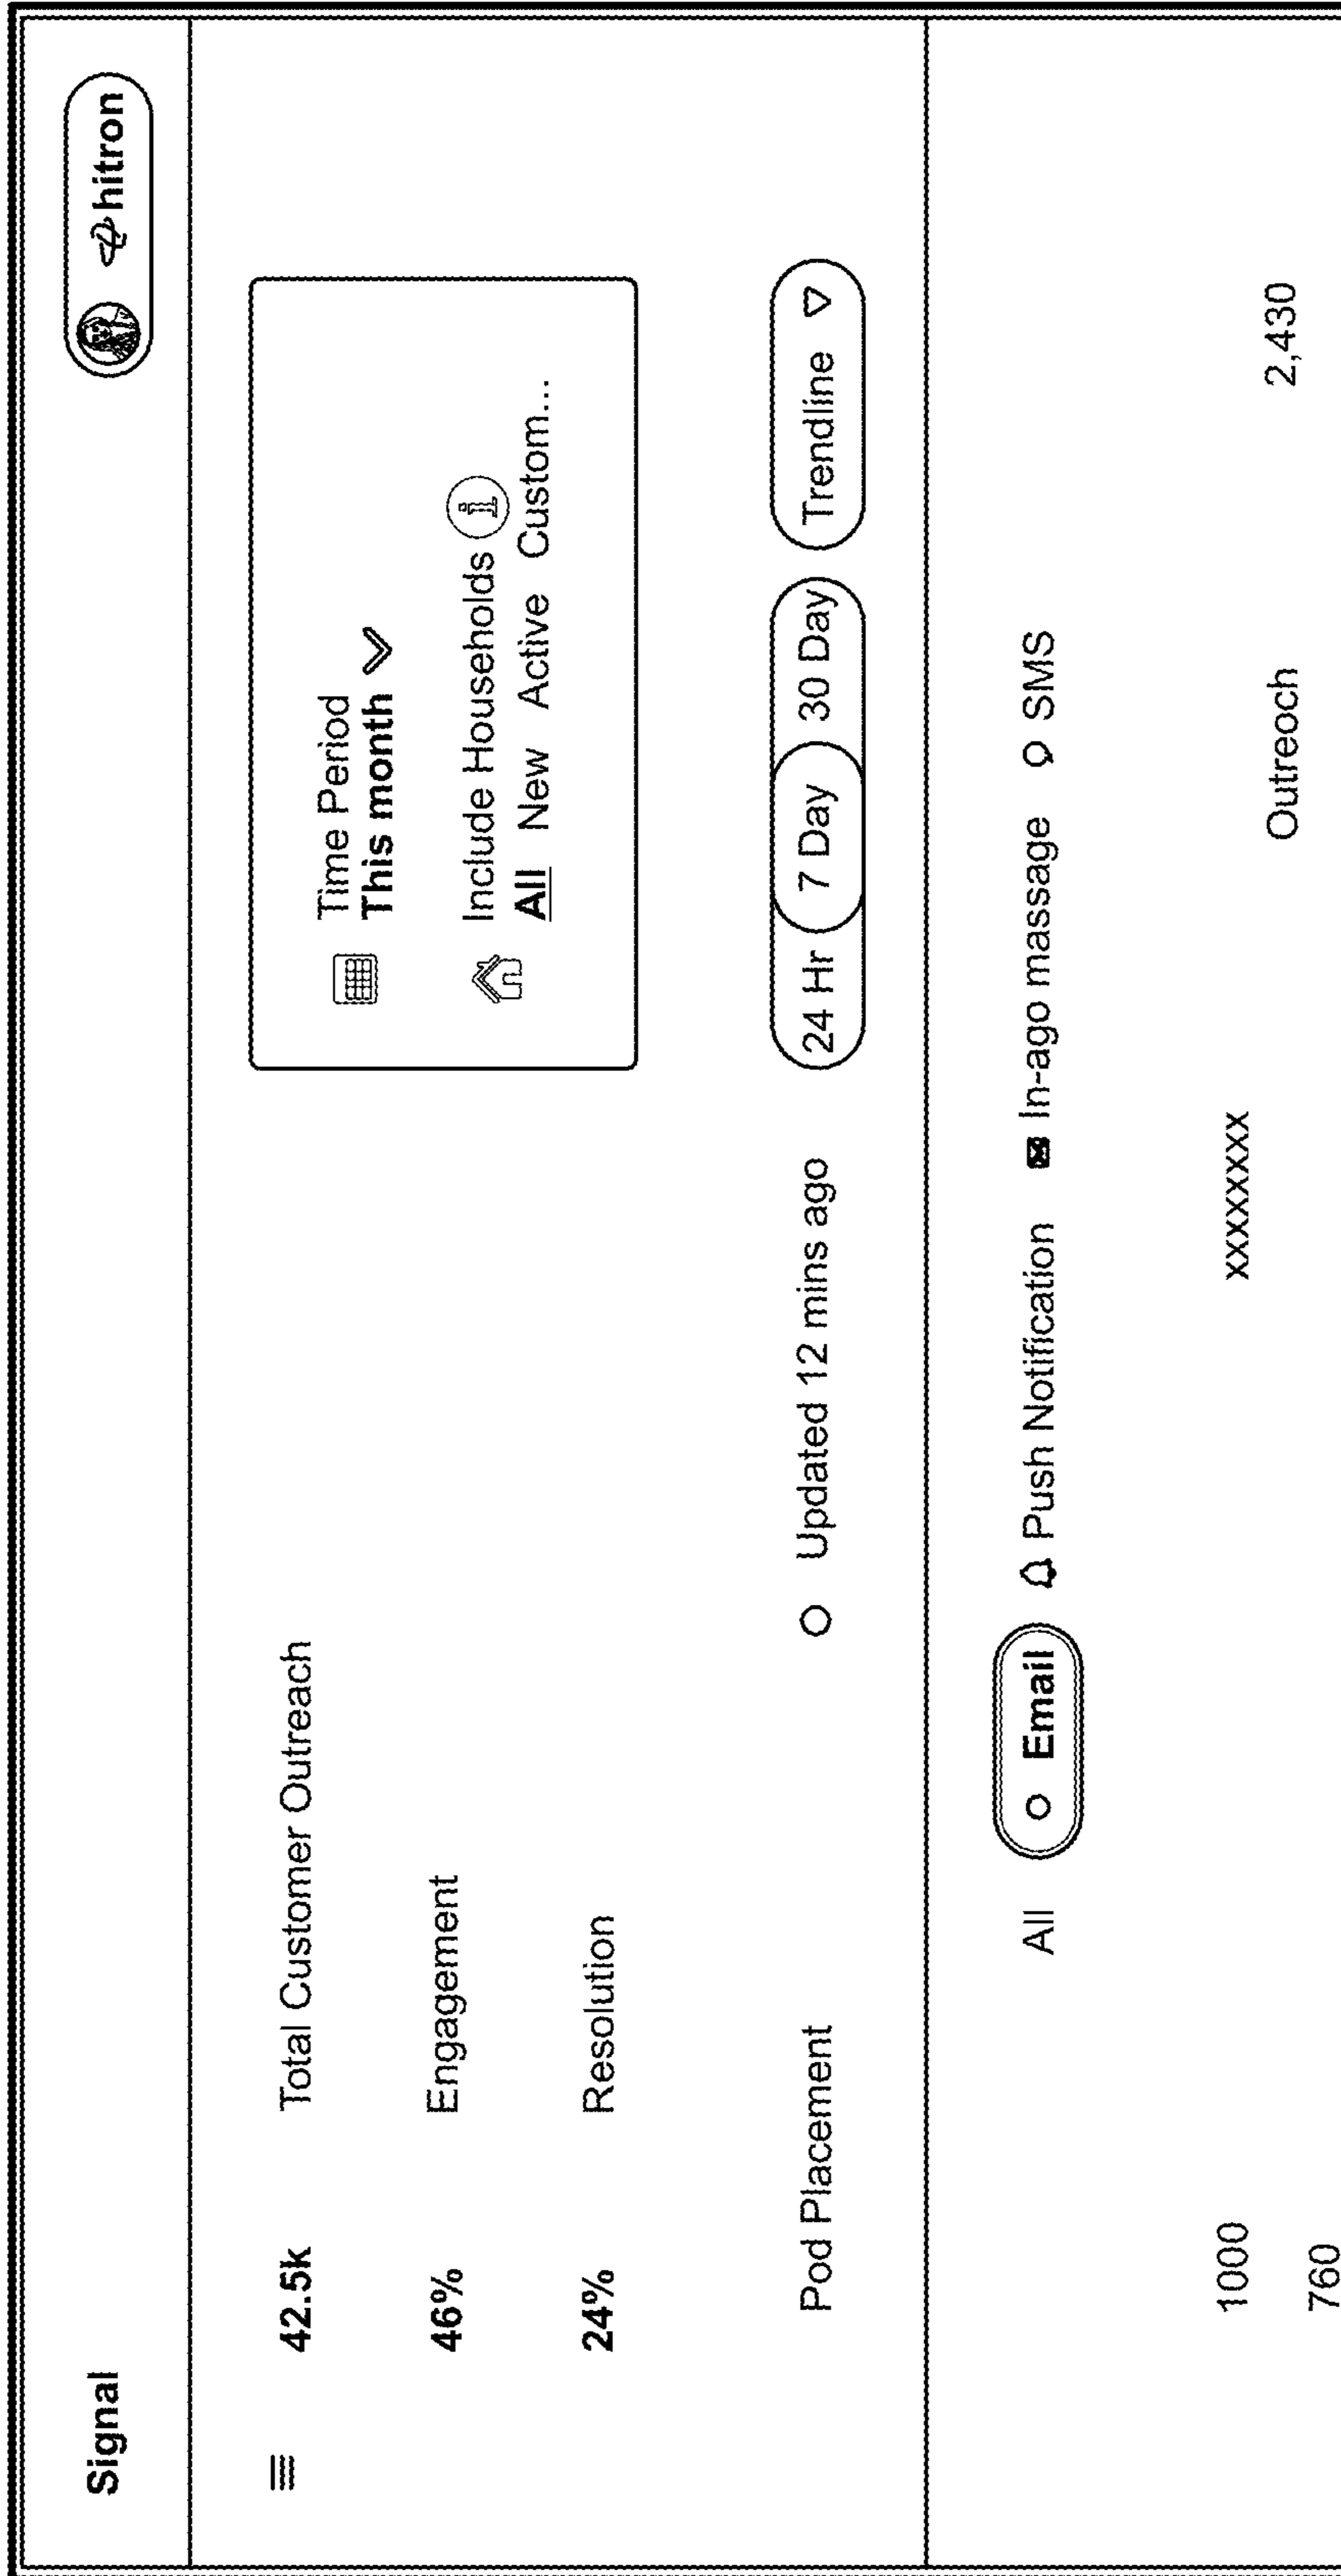 Signal
hitron
42.5k Total Customer Outreach
Time Period
This month
46% Engagement
Include Households i
All New Active Custom...
24% Resolution
Pod Placement Updated 12 mins ago 24 Hr 7 Day 30 Day Trendline
All Email Push Notification In-ago massage SMS
1000 xxxxxxxx
Outreoch 2,430
760